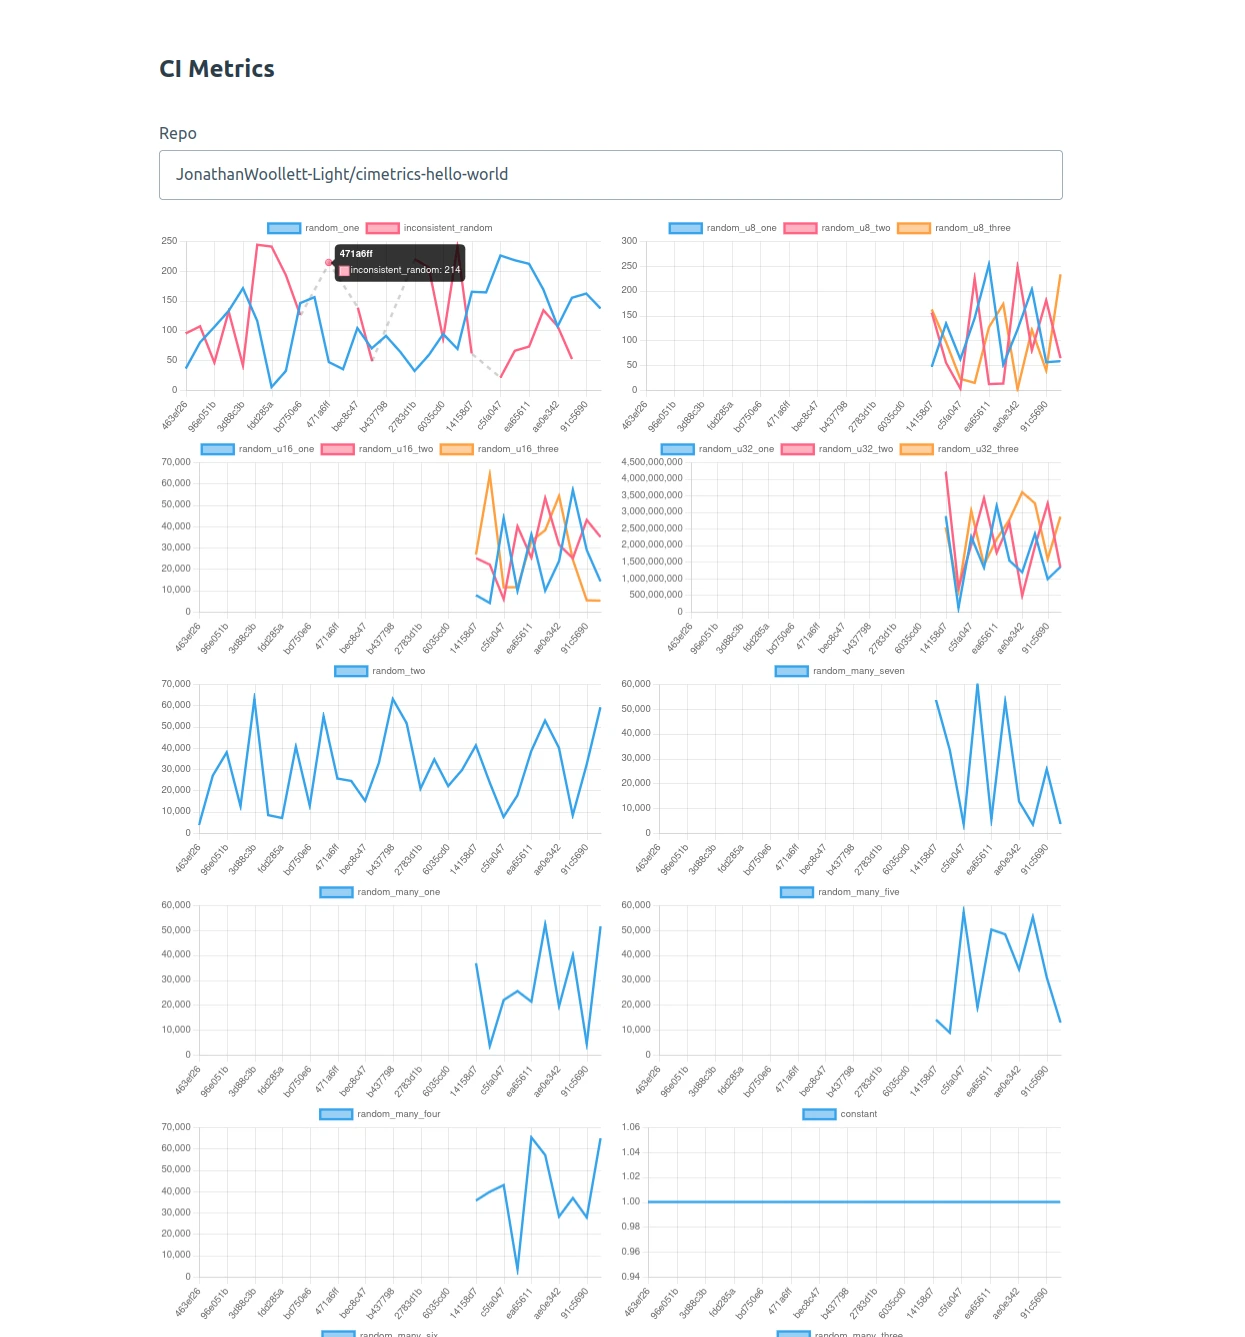 CI Metrics
Repo
JonathanWoollett-Light/cimetrics-hello-world
random_one inconsistent_random
250
200
150
100
50
0
471a6ff
inconsistent_random: 214
463ef26 96e051b 3d88c3b fdd285a bd750e6 471a6ff bec8c47 b437798 2783d1b 6035cd0 14158d7 c5fa047 ea65611 ae0e342 91c5690
random_u8_one random_u8_two random_u8_three
300
250
200
150
100
50
0
463ef26 96e051b 3d88c3b fdd285a bd750e6 471a6ff bec8c47 b437798 2783d1b 6035cd0 14158d7 c5fa047 ea65611 ae0e342 91c5690
random_u16_one random_u16_two random_u16_three
70,000
60,000
50,000
40,000
30,000
20,000
10,000
0
463ef26 96e051b 3d88c3b fdd285a bd750e6 471a6ff bec8c47 b437798 2783d1b 6035cd0 14158d7 c5fa047 ea65611 ae0e342 91c5690
random_u32_one random_u32_two random_u32_three
4,500,000,000
4,000,000,000
3,500,000,000
3,000,000,000
2,500,000,000
2,000,000,000
1,500,000,000
1,000,000,000
500,000,000
0
463ef26 96e051b 3d88c3b fdd285a bd750e6 471a6ff bec8c47 b437798 2783d1b 6035cd0 14158d7 c5fa047 ea65611 ae0e342 91c5690
random_two
70,000
60,000
50,000
40,000
30,000
20,000
10,000
0
463ef26 96e051b 3d88c3b fdd285a bd750e6 471a6ff bec8c47 b437798 2783d1b 6035cd0 14158d7 c5fa047 ea65611 ae0e342 91c5690
random_many_seven
60,000
50,000
40,000
30,000
20,000
10,000
0
463ef26 96e051b 3d88c3b fdd285a bd750e6 471a6ff bec8c47 b437798 2783d1b 6035cd0 14158d7 c5fa047 ea65611 ae0e342 91c5690
random_many_one
60,000
50,000
40,000
30,000
20,000
10,000
0
463ef26 96e051b 3d88c3b fdd285a bd750e6 471a6ff bec8c47 b437798 2783d1b 6035cd0 14158d7 c5fa047 ea65611 ae0e342 91c5690
random_many_five
60,000
50,000
40,000
30,000
20,000
10,000
0
463ef26 96e051b 3d88c3b fdd285a bd750e6 471a6ff bec8c47 b437798 2783d1b 6035cd0 14158d7 c5fa047 ea65611 ae0e342 91c5690
random_many_four
70,000
60,000
50,000
40,000
30,000
20,000
10,000
0
463ef26 96e051b 3d88c3b fdd285a bd750e6 471a6ff bec8c47 b437798 2783d1b 6035cd0 14158d7 c5fa047 ea65611 ae0e342 91c5690
constant
1.06
1.04
1.02
1.00
0.98
0.96
0.94
463ef26 96e051b 3d88c3b fdd285a bd750e6 471a6ff bec8c47 b437798 2783d1b 6035cd0 14158d7 c5fa047 ea65611 ae0e342 91c5690
random_many_six
random_many_three